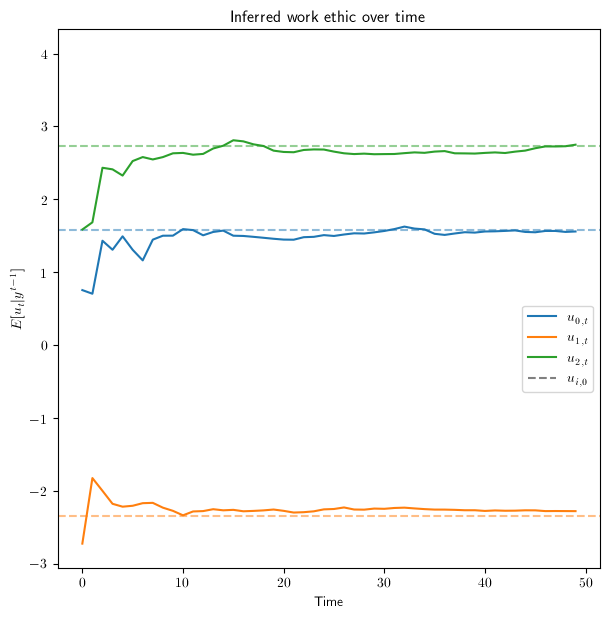 Inferred work ethic over time
4
3
2
1
0
−1
−2
−3
E[u_t|y^{t−1}]
u_{0,t}
u_{1,t}
u_{2,t}
u_{i,0}
0 10 20 30 40 50
Time